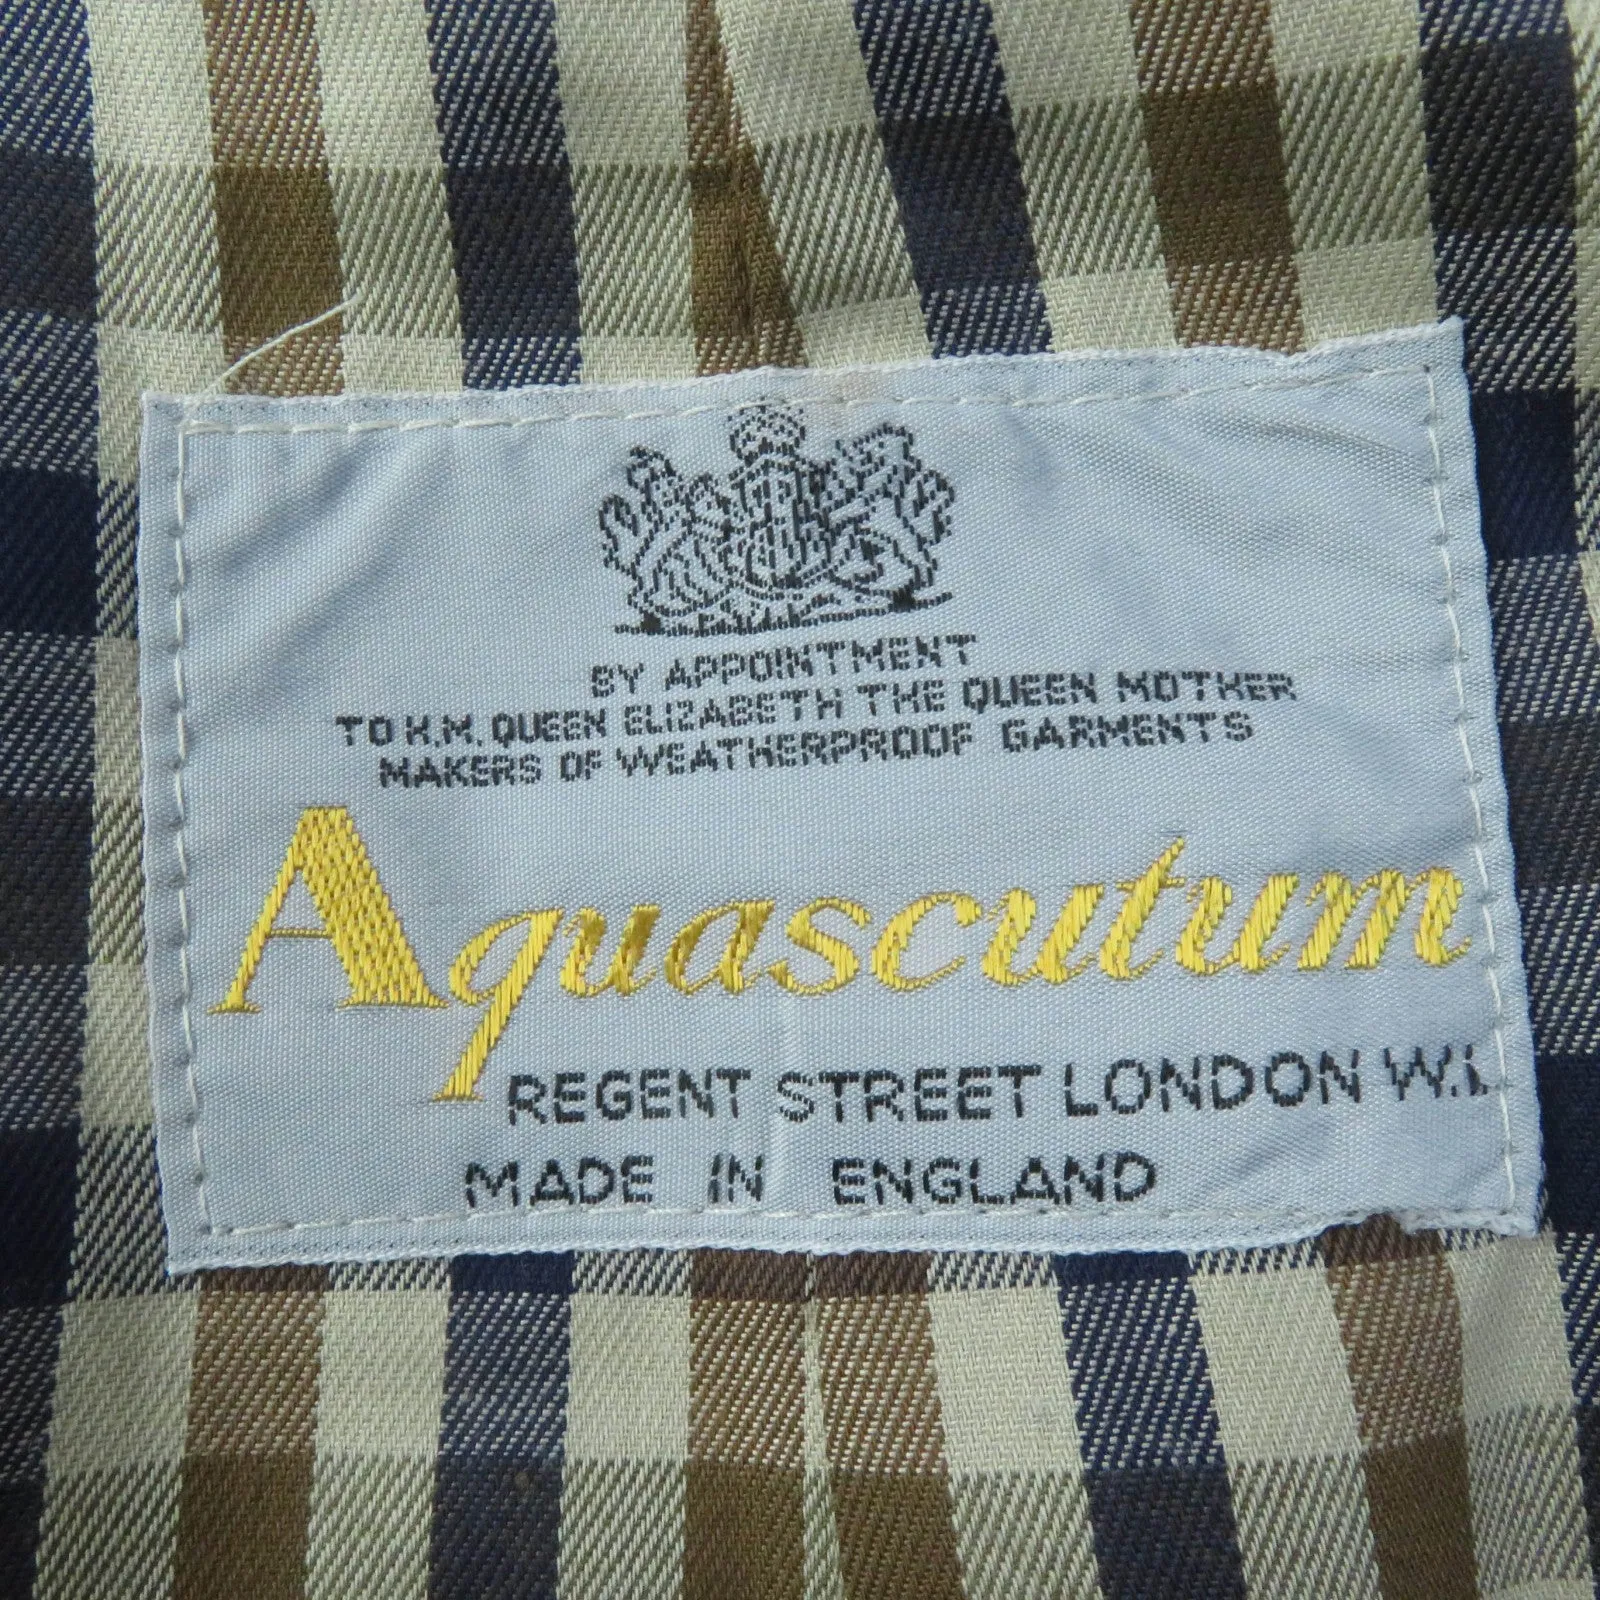 BY APPOINTMENT
TO H.M. QUEEN ELIZABETH THE QUEEN MOTHER
MAKERS OF WEATHERPROOF GARMENTS
Aquascutum
REGENT STREET LONDON W.1.
MADE IN ENGLAND